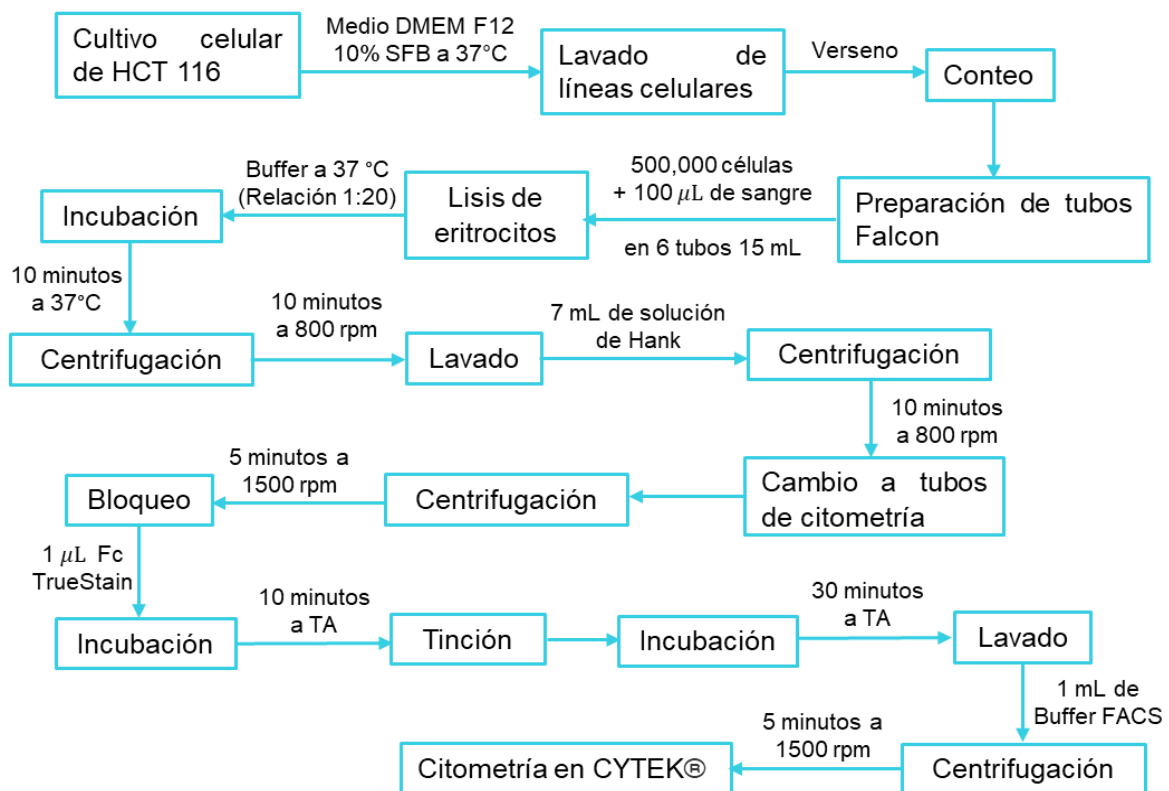 Cultivo celular
de HCT 116
Medio DMEM F12
10% SFB a 37°C
Lavado de
líneas celulares
Verseno
Conteo
Preparación de tubos
Falcon
500,000 células
+ 100 μL de sangre
en 6 tubos 15 mL
Lisis de
eritrocitos
Buffer a 37 °C
(Relación 1:20)
Incubación
10 minutos
a 37°C
Centrifugación
10 minutos
a 800 rpm
Lavado
7 mL de solución
de Hank
Centrifugación
10 minutos
a 800 rpm
Cambio a tubos
de citometría
Centrifugación
5 minutos a
1500 rpm
Bloqueo
1 μL Fc
TrueStain
Incubación
10 minutos
a TA
Tinción
Incubación
30 minutos
a TA
Lavado
1 mL de
Buffer FACS
Centrifugación
5 minutos a
1500 rpm
Citometría en CYTEK®